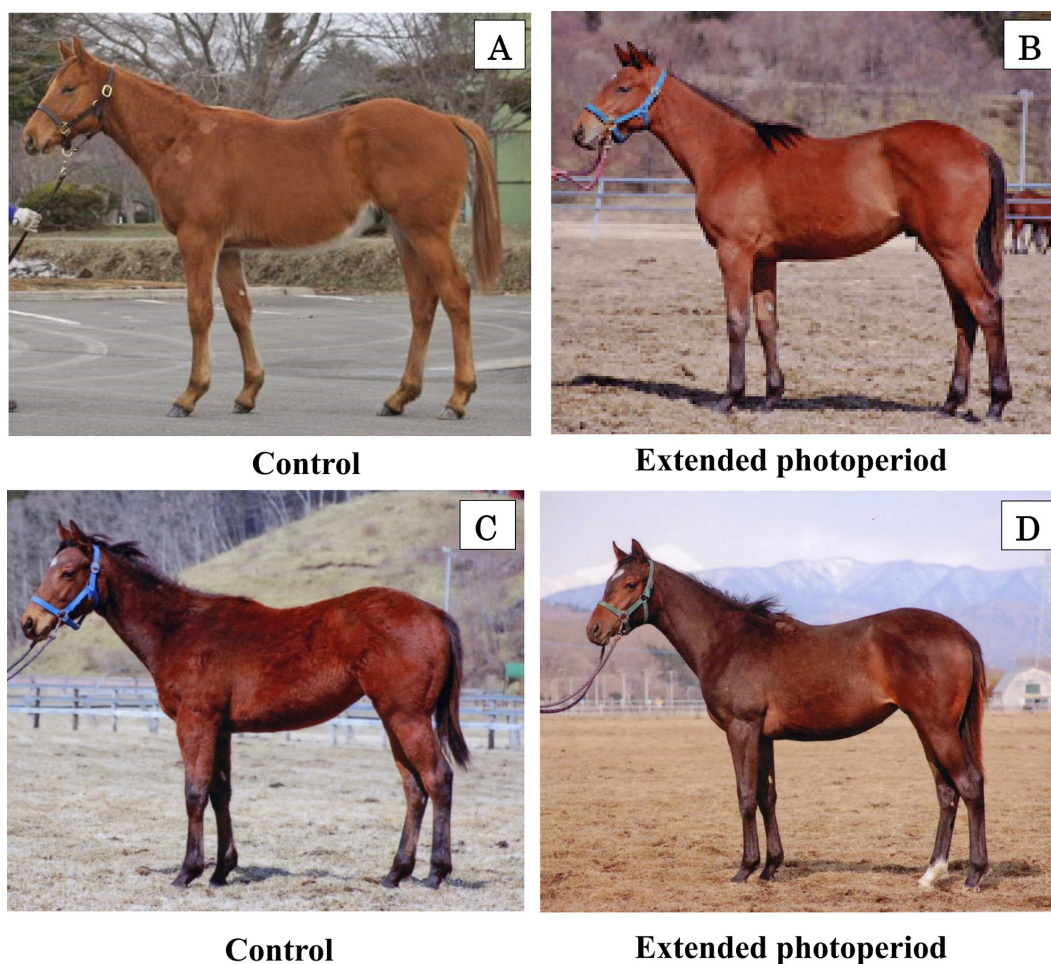 A
B
Control
Extended photoperiod
C
D
Control
Extended photoperiod